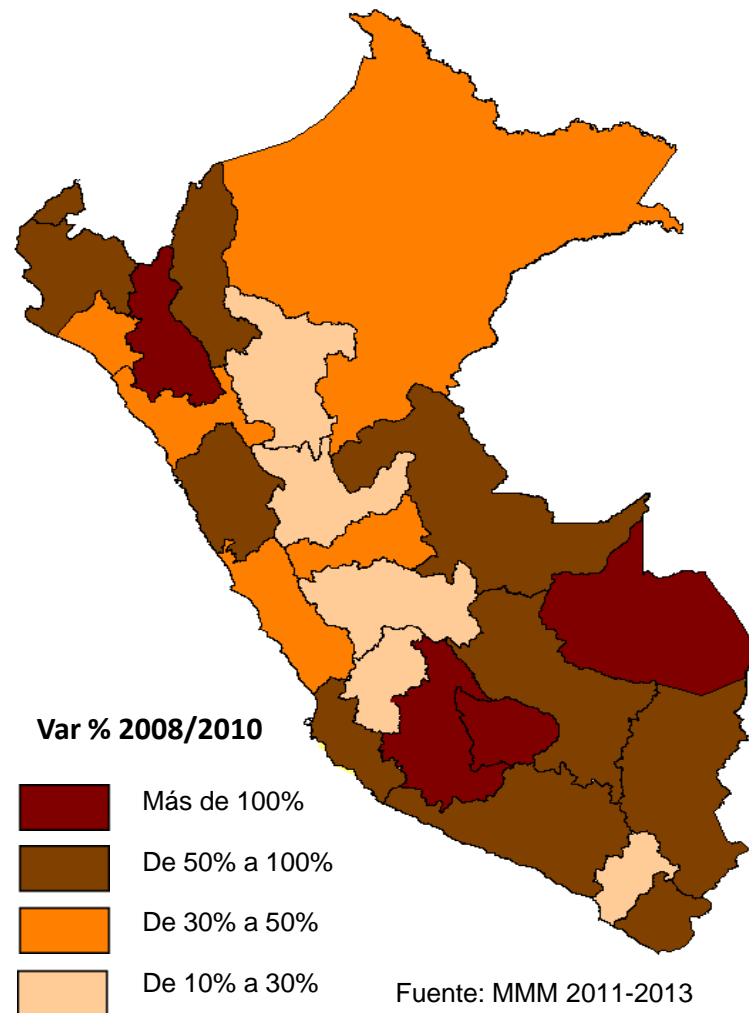 Var % 2008/2010
Más de 100%
De 50% a 100%
De 30% a 50%
De 10% a 30%
Fuente: MMM 2011-2013